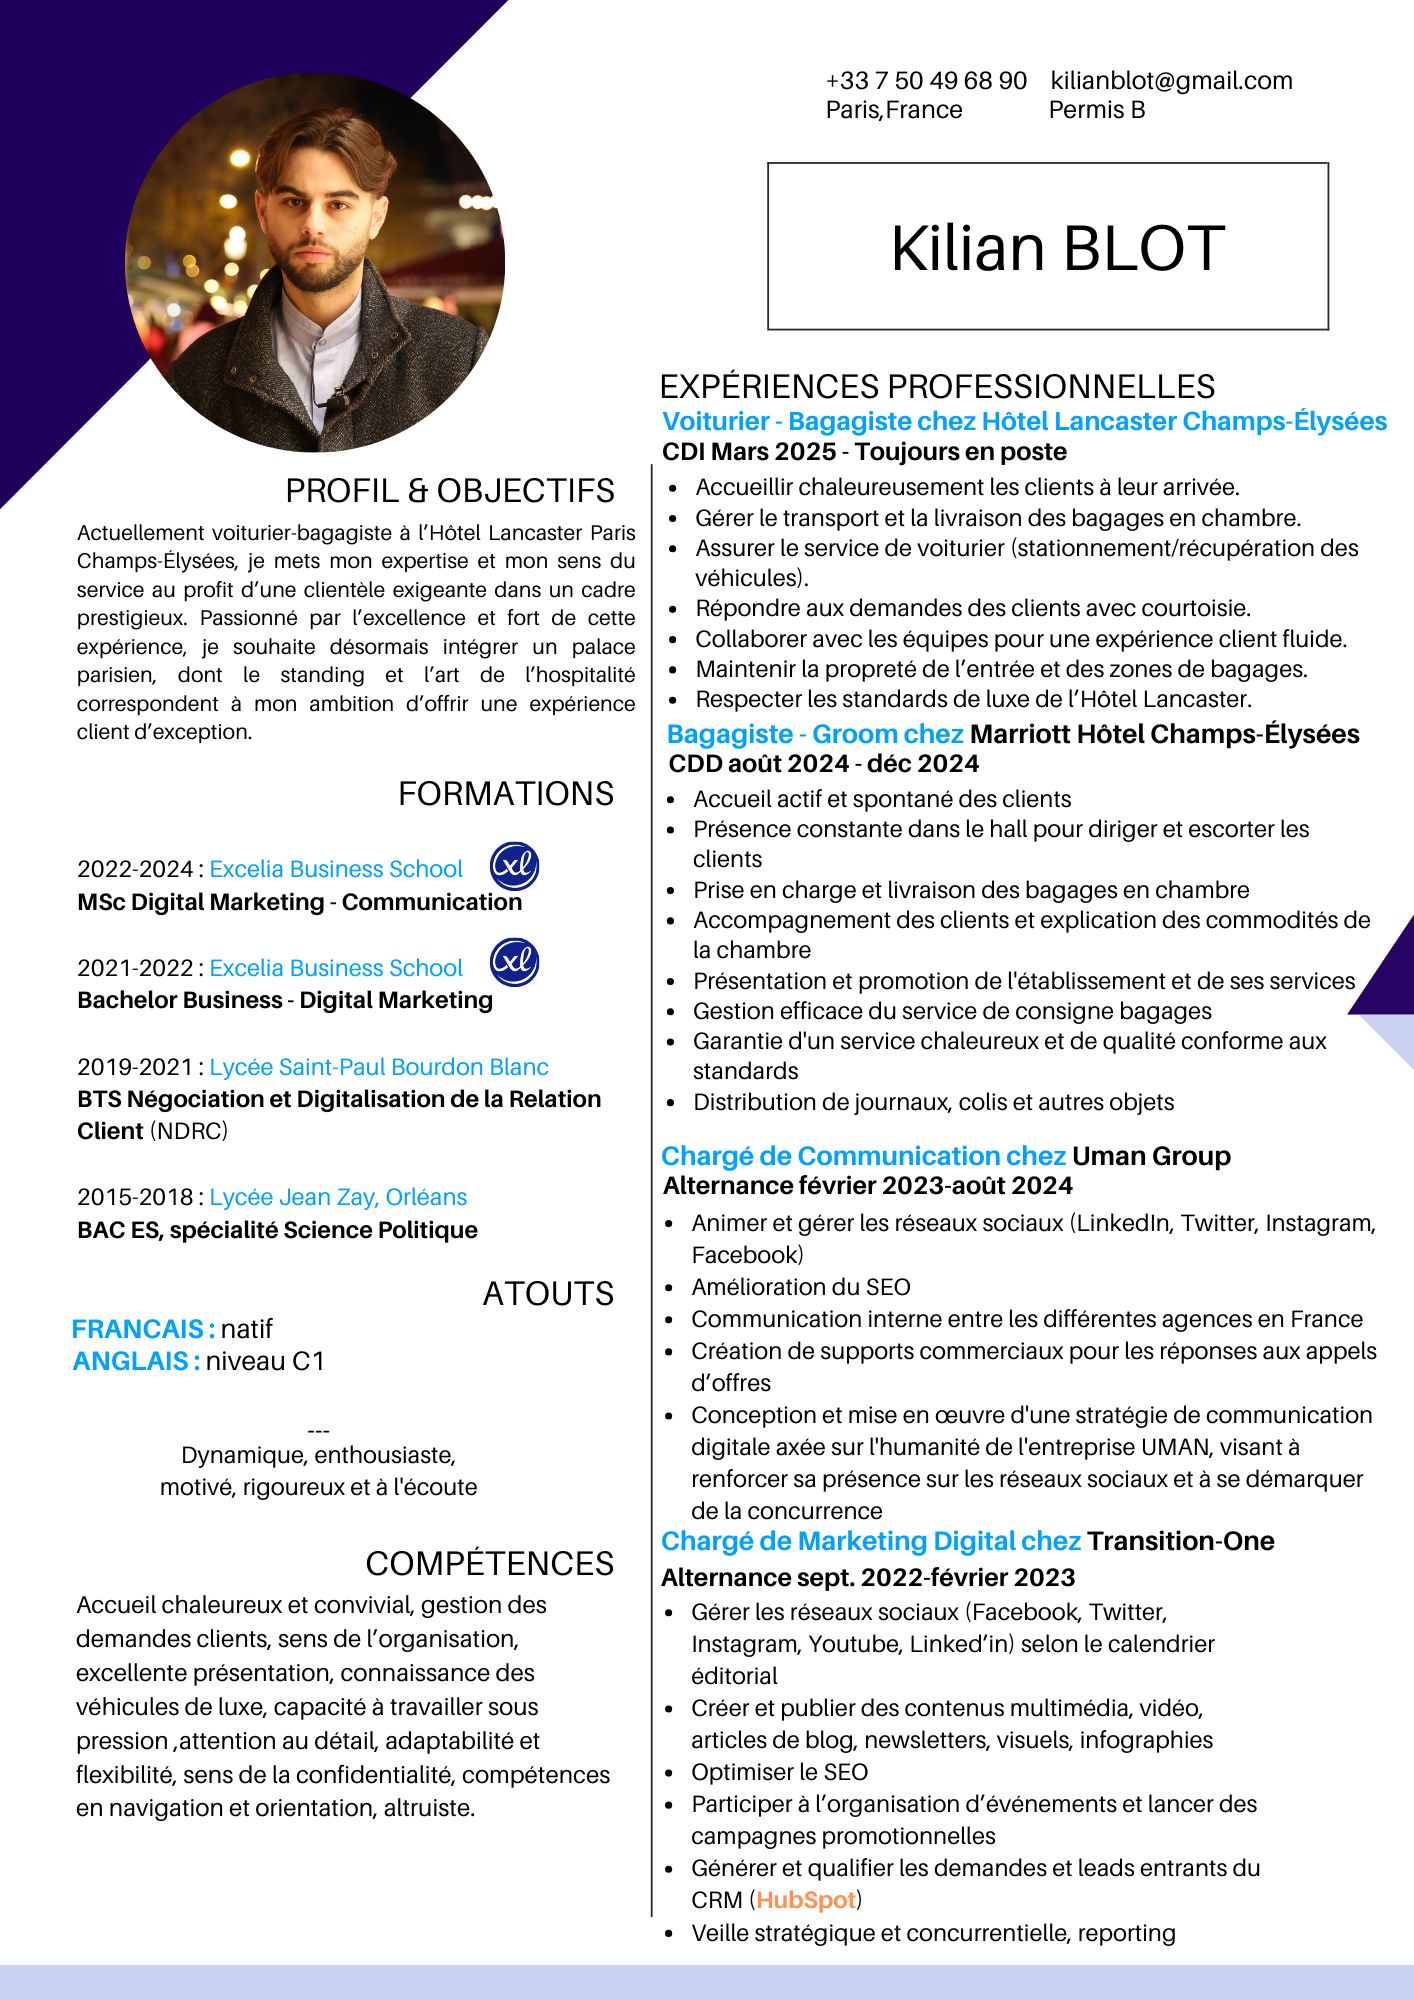 +33 7 50 49 68 90 kilianblot@gmail.com
Paris,France Permis B
Kilian BLOT
PROFIL & OBJECTIFS
Actuellement voiturier-bagagiste à l’Hôtel Lancaster Paris
Champs-Élysées, je mets mon expertise et mon sens du
service au profit d’une clientèle exigeante dans un cadre
prestigieux. Passionné par l’excellence et fort de cette
expérience, je souhaite désormais intégrer un palace
parisien, dont le standing et l’art de l’hospitalité
correspondent à mon ambition d’offrir une expérience
client d’exception.
FORMATIONS
2022-2024 : Excelia Business School
xl
MSc Digital Marketing - Communication
2021-2022 : Excelia Business School
xl
Bachelor Business - Digital Marketing
2019-2021 : Lycée Saint-Paul Bourdon Blanc
BTS Négociation et Digitalisation de la Relation
Client (NDRC)
2015-2018 : Lycée Jean Zay, Orléans
BAC ES, spécialité Science Politique
ATOUTS
FRANCAIS : natif
ANGLAIS : niveau C1
---
Dynamique, enthousiaste,
motivé, rigoureux et à l'écoute
COMPÉTENCES
Accueil chaleureux et convivial, gestion des
demandes clients, sens de l’organisation,
excellente présentation, connaissance des
véhicules de luxe, capacité à travailler sous
pression ,attention au détail, adaptabilité et
flexibilité, sens de la confidentialité, compétences
en navigation et orientation, altruiste.
EXPÉRIENCES PROFESSIONNELLES
Voiturier - Bagagiste chez Hôtel Lancaster Champs-Élysées
CDI Mars 2025 - Toujours en poste
• Accueillir chaleureusement les clients à leur arrivée.
• Gérer le transport et la livraison des bagages en chambre.
• Assurer le service de voiturier (stationnement/récupération des
véhicules).
• Répondre aux demandes des clients avec courtoisie.
• Collaborer avec les équipes pour une expérience client fluide.
• Maintenir la propreté de l’entrée et des zones de bagages.
• Respecter les standards de luxe de l’Hôtel Lancaster.
Bagagiste - Groom chez Marriott Hôtel Champs-Élysées
CDD août 2024 - déc 2024
• Accueil actif et spontané des clients
• Présence constante dans le hall pour diriger et escorter les
clients
• Prise en charge et livraison des bagages en chambre
• Accompagnement des clients et explication des commodités de
la chambre
• Présentation et promotion de l'établissement et de ses services
• Gestion efficace du service de consigne bagages
• Garantie d'un service chaleureux et de qualité conforme aux
standards
• Distribution de journaux, colis et autres objets
Chargé de Communication chez Uman Group
Alternance février 2023-août 2024
• Animer et gérer les réseaux sociaux (LinkedIn, Twitter, Instagram,
Facebook)
• Amélioration du SEO
• Communication interne entre les différentes agences en France
• Création de supports commerciaux pour les réponses aux appels
d’offres
• Conception et mise en œuvre d'une stratégie de communication
digitale axée sur l'humanité de l'entreprise UMAN, visant à
renforcer sa présence sur les réseaux sociaux et à se démarquer
de la concurrence
Chargé de Marketing Digital chez Transition-One
Alternance sept. 2022-février 2023
• Gérer les réseaux sociaux (Facebook, Twitter,
Instagram, Youtube, Linked’in) selon le calendrier
éditorial
• Créer et publier des contenus multimédia, vidéo,
articles de blog, newsletters, visuels, infographies
• Optimiser le SEO
• Participer à l’organisation d’événements et lancer des
campagnes promotionnelles
• Générer et qualifier les demandes et leads entrants du
CRM (HubSpot)
• Veille stratégique et concurrentielle, reporting